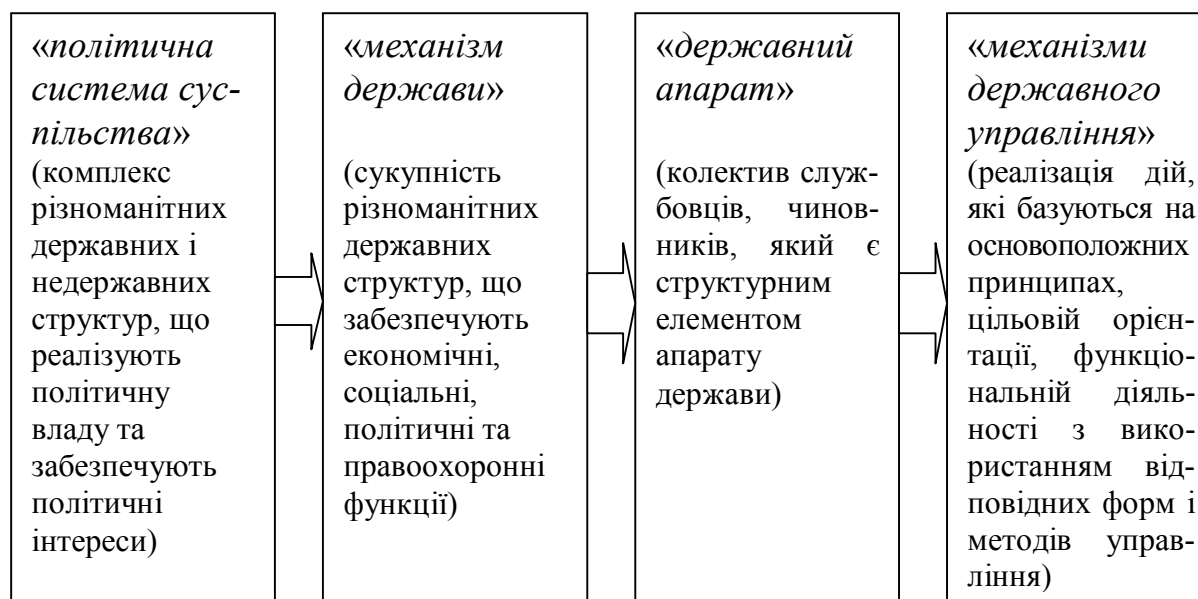 «політична
система сус-
пільства»
(комплекс
різноманітних
державних і
недержавних
структур, що
реалізують
політичну
владу та
забезпечують
політичні
інтереси)
«механізм
держави»
(сукупність
різноманітних
державних
структур, що
забезпечують
економічні,
соціальні,
політичні та
правоохоронні
функції)
«державний
апарат»
(колектив служ-
бовців, чинов-
ників, який є
структурним
елементом
апарату
держави)
«механізми
державного
управління»
(реалізація дій,
які базуються на
основоположних
принципах,
цільовій орієн-
тації, функціо-
нальній діяль-
ності з вико-
ристанням від-
повідних форм і
методів управ-
ління)